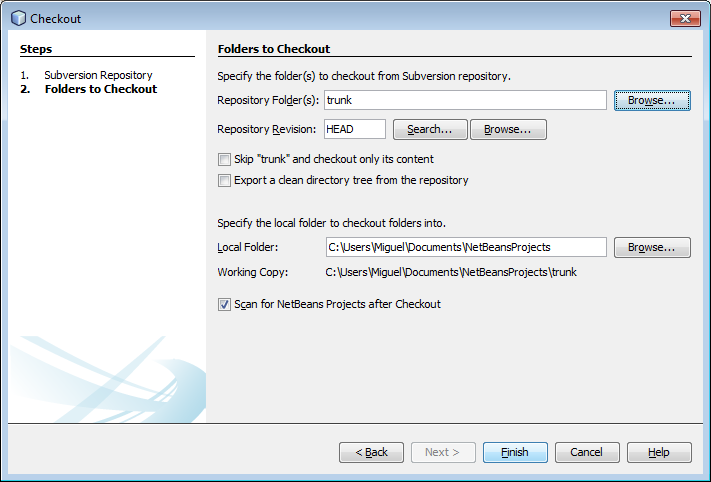 Checkout
Steps
1. Subversion Repository
2. Folders to Checkout
Folders to Checkout
Specify the folder(s) to checkout from Subversion repository.
Repository Folder(s): trunk Browse...
Repository Revision: HEAD Search... Browse...
Skip "trunk" and checkout only its content
Export a clean directory tree from the repository
Specify the local folder to checkout folders into.
Local Folder: C:\Users\Miguel\Documents\NetBeansProjects Browse...
Working Copy: C:\Users\Miguel\Documents\NetBeansProjects\trunk
Scan for NetBeans Projects after Checkout
< Back Next > Finish Cancel Help